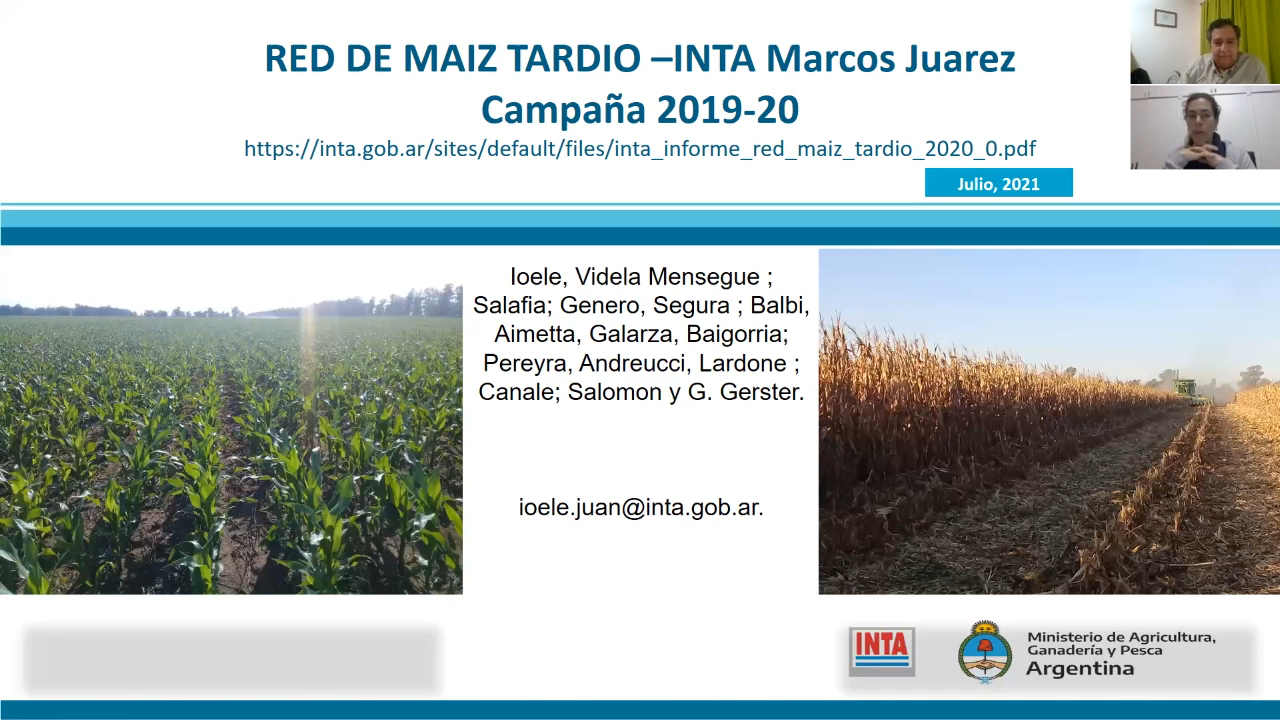 RED DE MAIZ TARDIO –INTA Marcos Juarez
Campaña 2019-20
https://inta.gob.ar/sites/default/files/inta_informe_red_maiz_tardio_2020_0.pdf
Julio, 2021
Ioele, Videla Mensegue ;
Salafia; Genero, Segura ; Balbi,
Aimetta, Galarza, Baigorria;
Pereyra, Andreucci, Lardone ;
Canale; Salomon y G. Gerster.
ioele.juan@inta.gob.ar.
INTA
Ministerio de Agricultura,
Ganadería y Pesca
Argentina